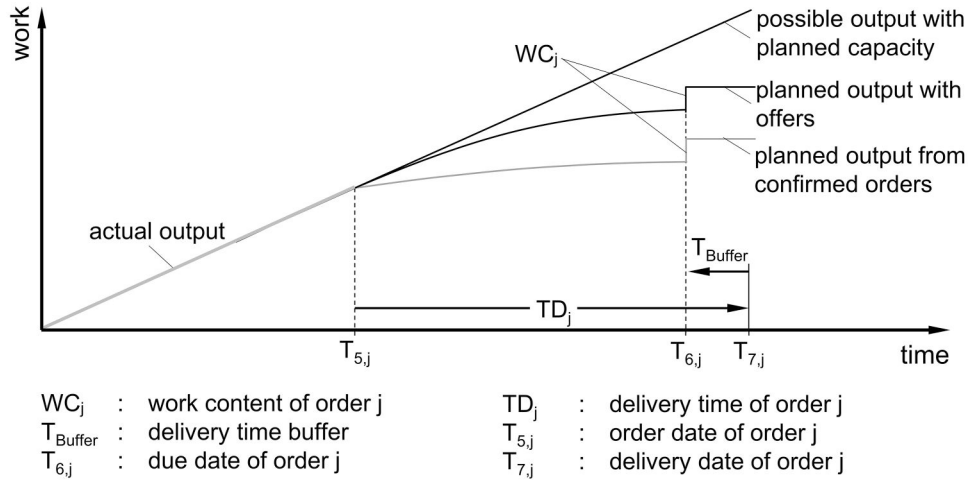 work
possible output with
planned capacity
WCj
planned output with
offers
planned output from
confirmed orders
actual output
TBuffer
TDj
T5,j
T6,j
T7,j
time
WCj : work content of order j
TBuffer : delivery time buffer
T6,j : due date of order j
TDj : delivery time of order j
T5,j : order date of order j
T7,j : delivery date of order j